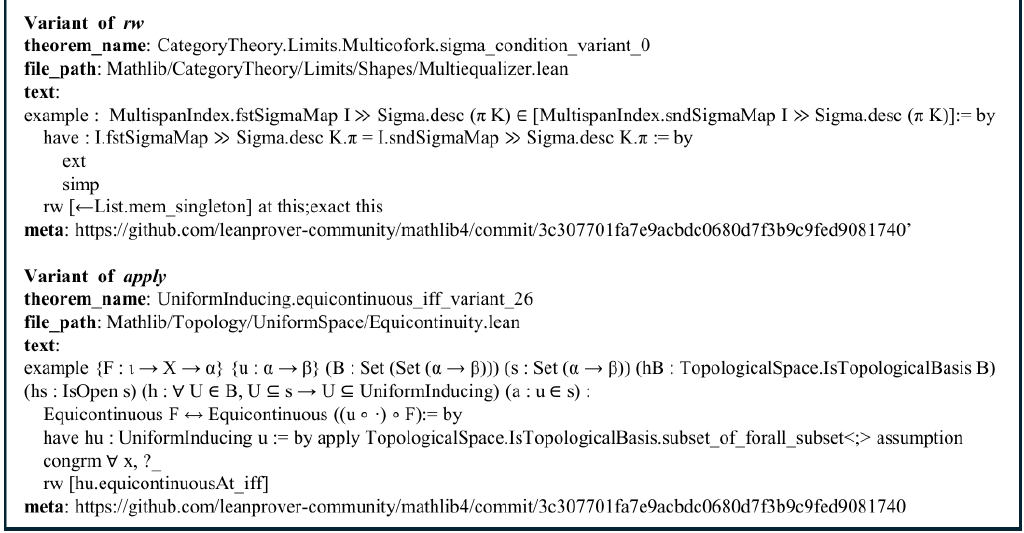 Variant of rw
theorem_name: CategoryTheory.Limits.Multicofork.sigma_condition_variant_0
file_path: Mathlib/CategoryTheory/Limits/Shapes/Multiequalizer.lean
text:
example : MultispanIndex.fstSigmaMap I ≫ Sigma.desc (π K) ∈ [MultispanIndex.sndSigmaMap I ≫ Sigma.desc (π K)]:= by
have : I.fstSigmaMap ≫ Sigma.desc K.π = I.sndSigmaMap ≫ Sigma.desc K.π := by
ext
simp
rw [←List.mem_singleton] at this;exact this
meta: https://github.com/leanprover-community/mathlib4/commit/3c307701fa7e9acbdc0680d7f3b9c9fed9081740’
Variant of apply
theorem_name: UniformInducing.equicontinuous_iff_variant_26
file_path: Mathlib/Topology/UniformSpace/Equicontinuity.lean
text:
example {F : ι → X → α} {u : α → β} (B : Set (Set (α → β))) (s : Set (α → β)) (hB : TopologicalSpace.IsTopologicalBasis B)
(hs : IsOpen s) (h : ∀ U ∈ B, U ⊆ s → U ⊆ UniformInducing) (a : u ∈ s) :
Equicontinuous F ↔ Equicontinuous ((u ∘ ·) ∘ F):= by
have hu : UniformInducing u := by apply TopologicalSpace.IsTopologicalBasis.subset_of_forall_subset<;> assumption
congrm ∀ x, ?_
rw [hu.equicontinuousAt_iff]
meta: https://github.com/leanprover-community/mathlib4/commit/3c307701fa7e9acbdc0680d7f3b9c9fed9081740